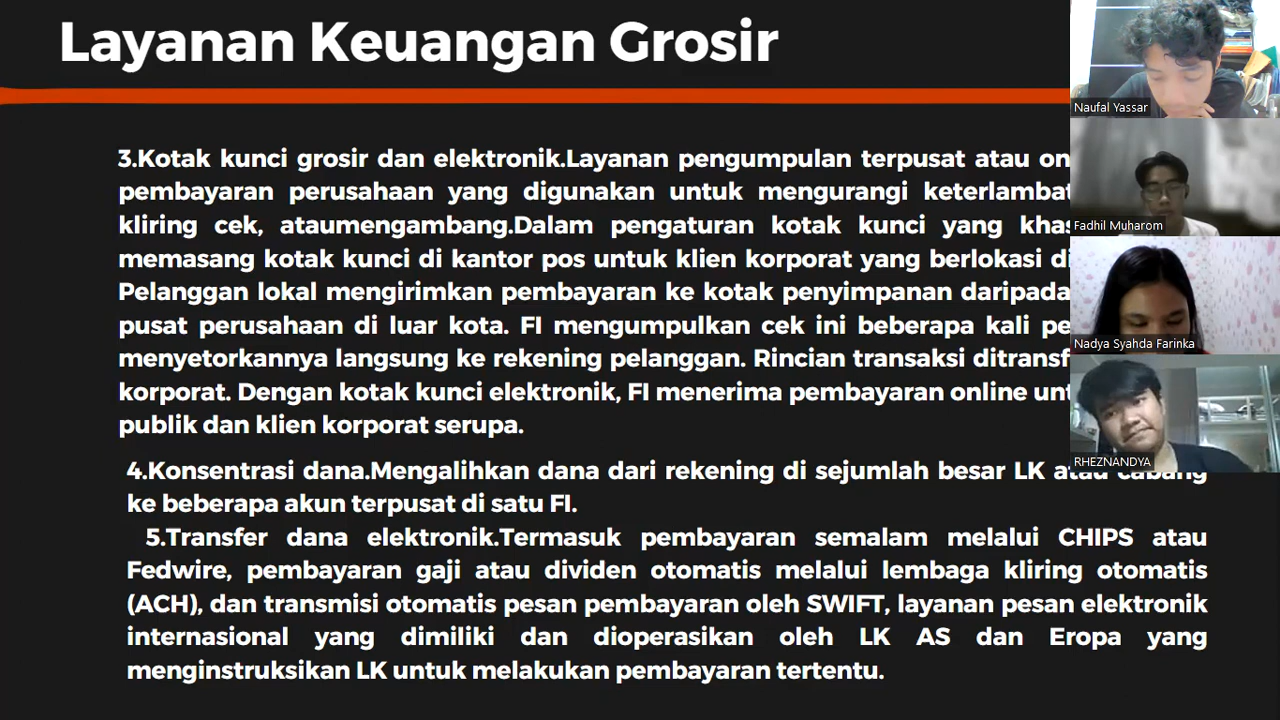 Layanan Keuangan Grosir
3.Kotak kunci grosir dan elektronik.Layanan pengumpulan terpusat atau
pembayaran perusahaan yang digunakan untuk mengurangi
kliring cek, ataumengambang.Dalam pengaturan kotak kunci yang
memasang kotak kunci di kantor pos untuk klien korporat yang berlokasi
Pelanggan lokal mengirimkan pembayaran ke kotak penyimpanan daripada
pusat perusahaan di luar kota. FI mengumpulkan cek ini beberapa kali
menyetorkannya langsung ke rekening pelanggan. Rincian transaksi
korporat. Dengan kotak kunci elektronik, FI menerima pembayaran online
publik dan klien korporat serupa.
4.Konsentrasi dana.Mengalihkan dana dari rekening di sejumlah besar LK atau cabang
ke beberapa akun terpusat di satu FI.
5.Transfer dana elektronik.Termasuk pembayaran semalam melalui CHIPS atau
Fedwire, pembayaran gaji atau dividen otomatis melalui lembaga kliring otomatis
(ACH), dan transmisi otomatis pesan pembayaran oleh SWIFT, layanan pesan elektronik
internasional yang dimiliki dan dioperasikan oleh LK AS dan Eropa yang
menginstruksikan LK untuk melakukan pembayaran tertentu.
Naufal Yassar
Fadhil Muharom
Nadya Syahda Farinka
RHEZNANDYA